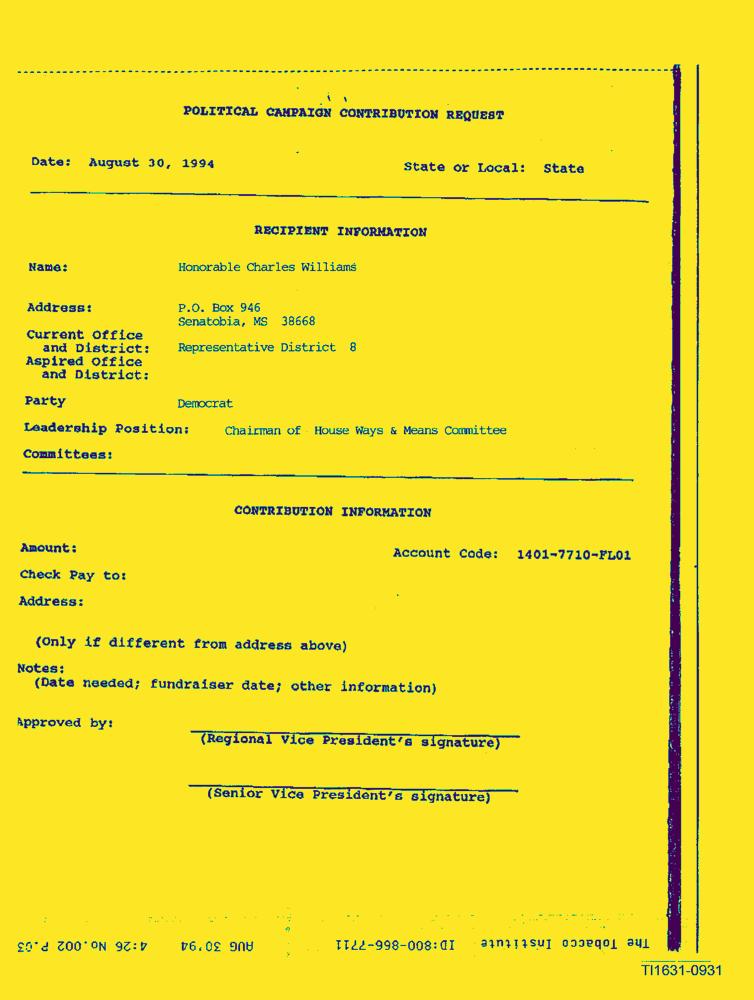 POLITICAL CAMPAIGN CONTRIBUTION REQUEST
Date: August 30, 1994 State or Local: State
RECIPIENT INFORMATION
Name: Honorable Charles Williams
Address: P.O. Box 946
Senatobia, MS 38668
Current Office
and District: Representative District 8
Aspired Office
and District:
Party Democrat
Leadership Position: Chairman of House Ways & Means Committee
Committees:
CONTRIBUTION INFORMATION
Amount: Account Code: 1401-7710-FL01
Check Pay to:
Address:
(Only if different from address above)
Notes:
(Date needed; fundraiser date; other information)
Approved by:
(Regional Vice President's signature)
(Senior Vice President's signature)
The Tobacco Institute ID:800-866-7711 AUG 30'94 4:26 No.002 P.03
TI1631-0931